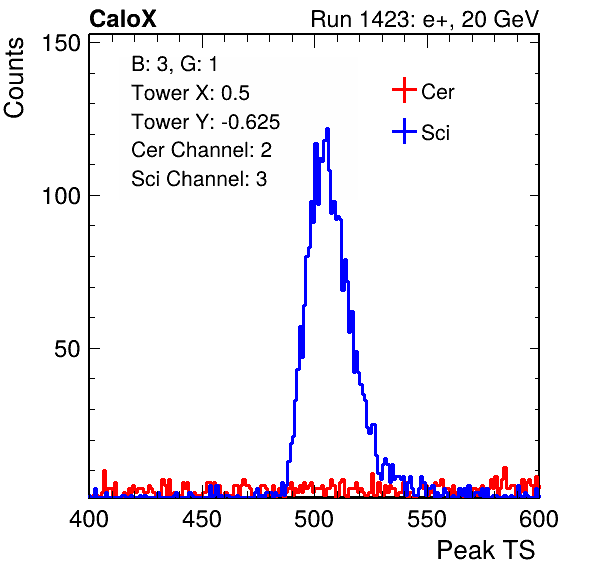 CaloX Run 1423: e+, 20 GeV
Counts
150
100
50
B: 3, G: 1
Tower X: 0.5
Tower Y: -0.625
Cer Channel: 2
Sci Channel: 3
Cer
Sci
400 450 500 550 600
Peak TS